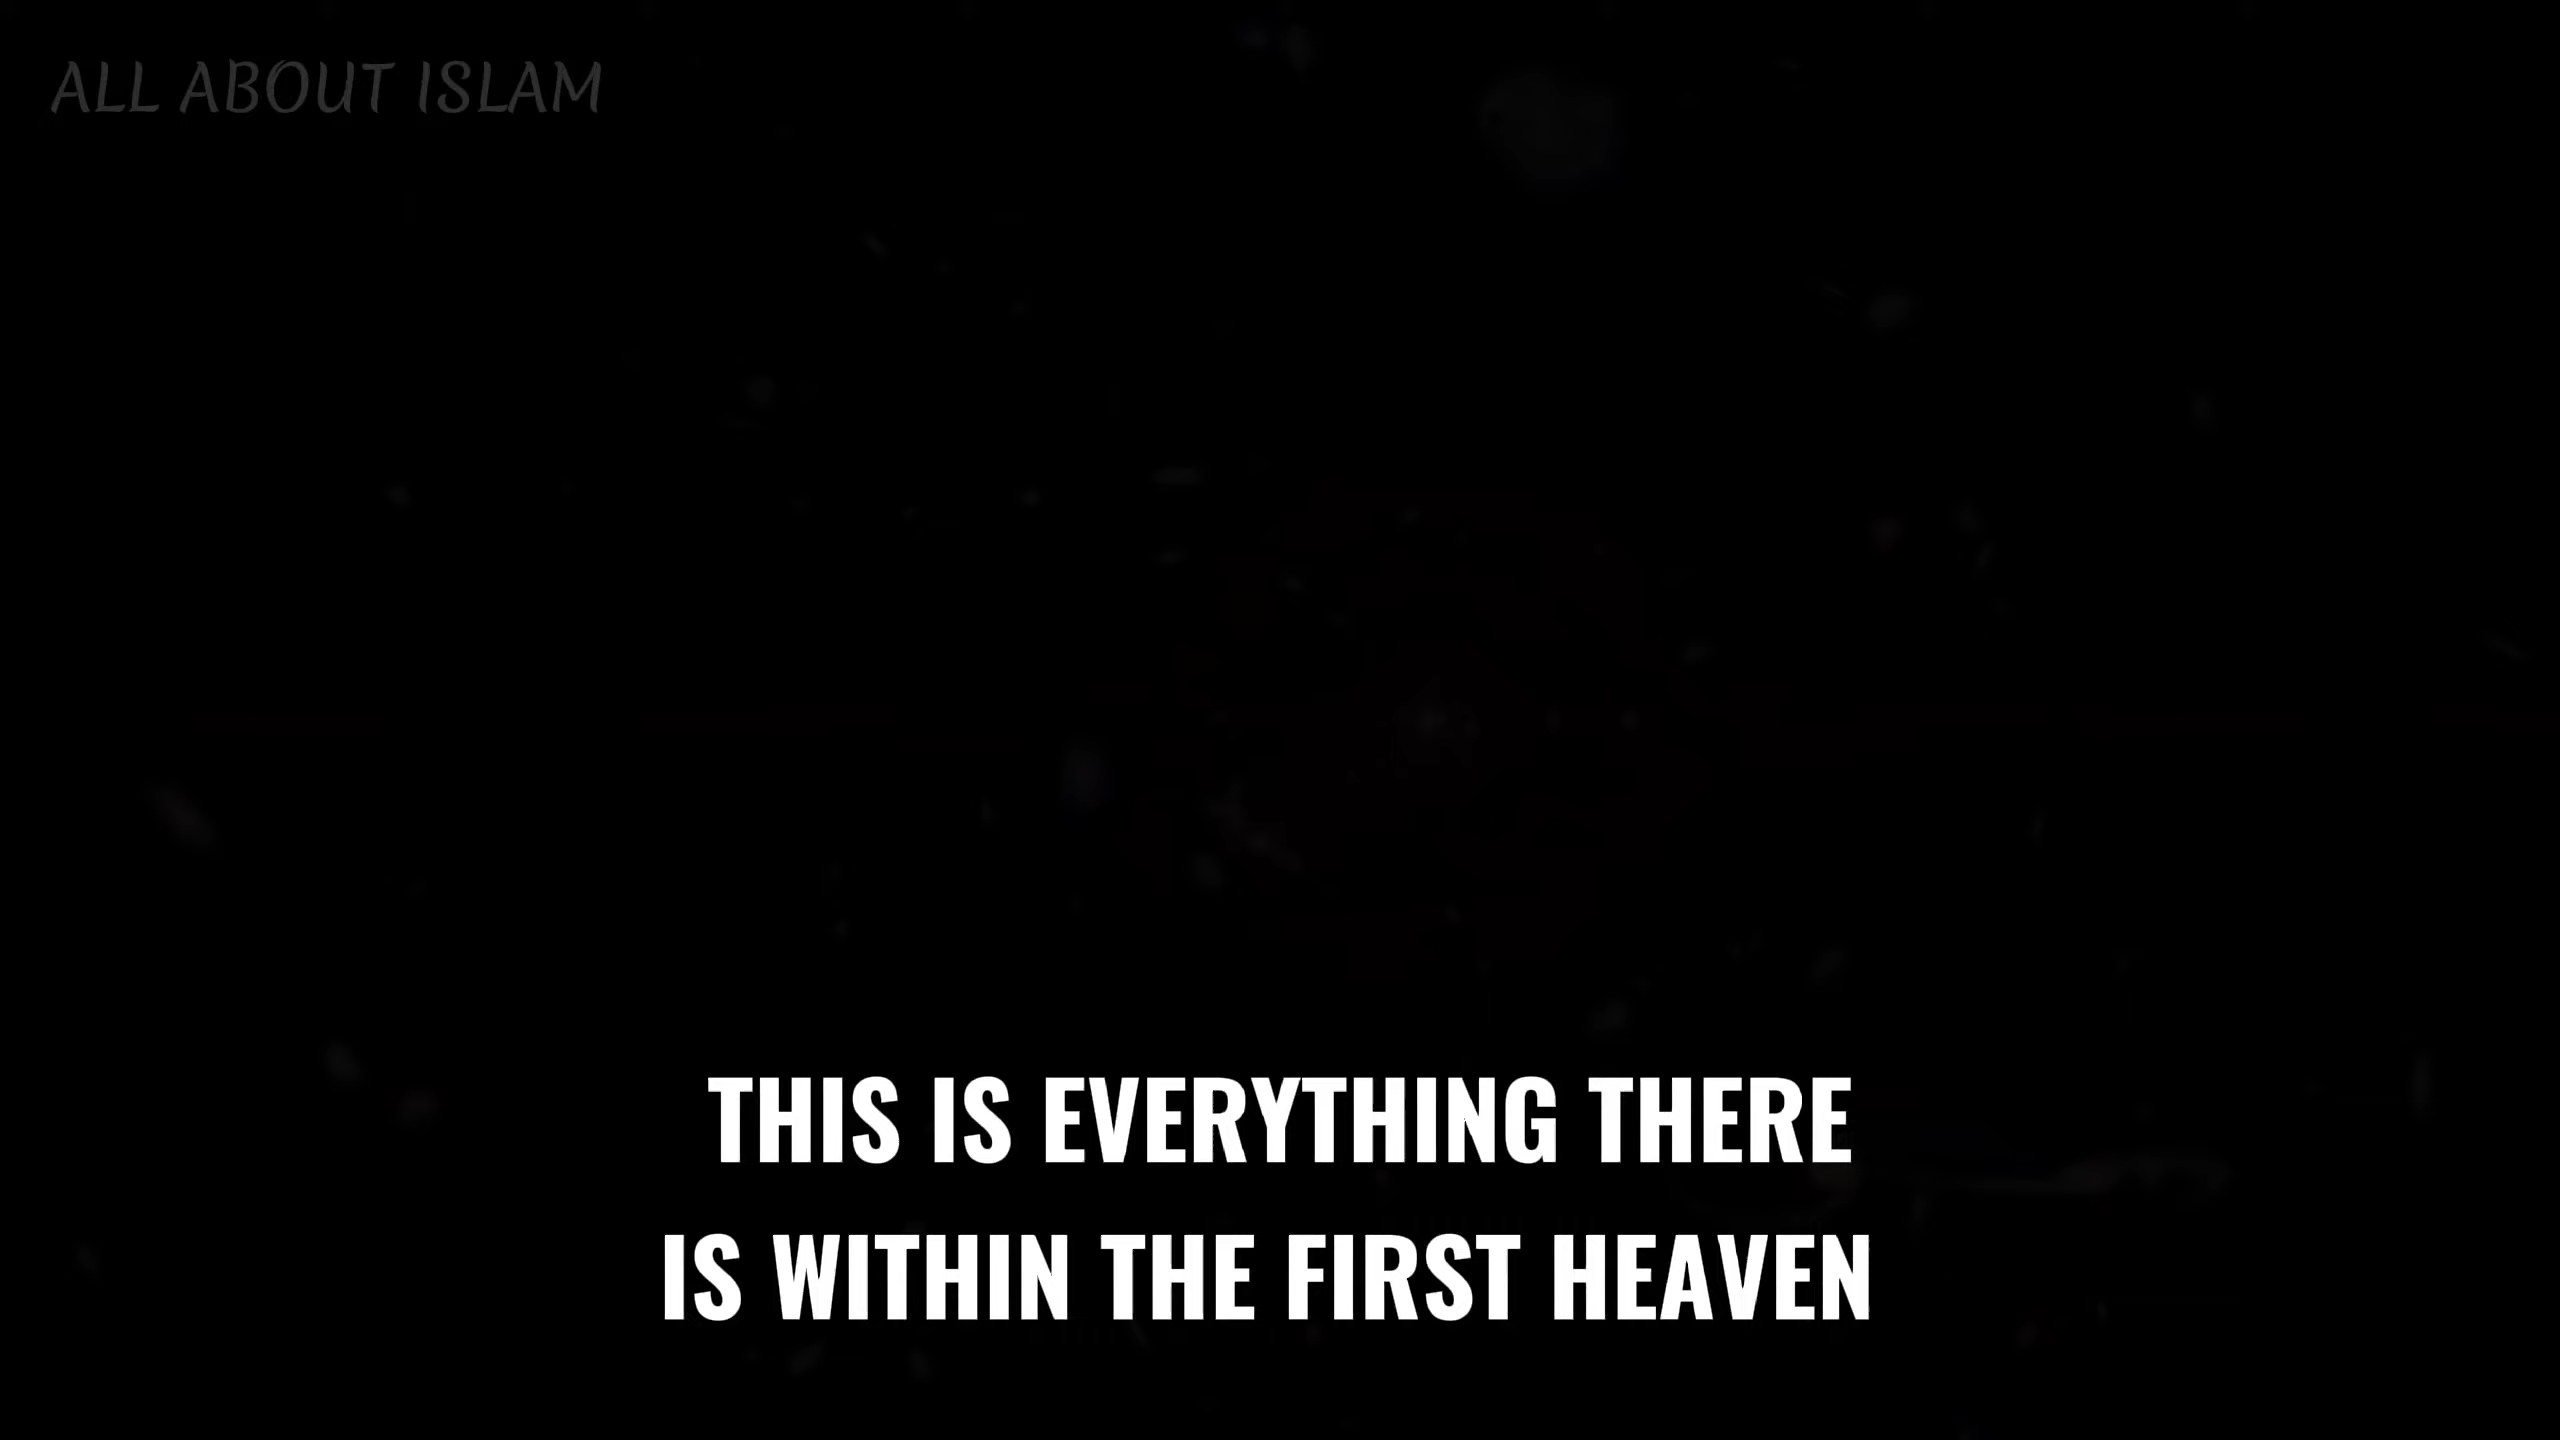 ALL ABOUT ISLAM
THIS IS EVERYTHING THERE
IS WITHIN THE FIRST HEAVEN